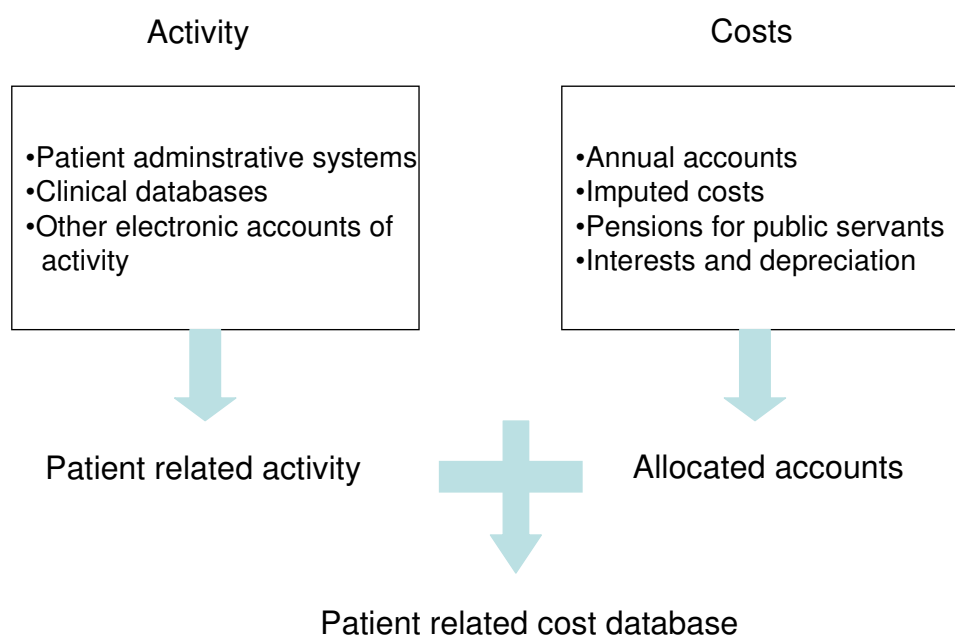 Activity
Costs
•Patient adminstrative systems
•Clinical databases
•Other electronic accounts of
activity
•Annual accounts
•Imputed costs
•Pensions for public servants
•Interests and depreciation
Patient related activity
Allocated accounts
Patient related cost database